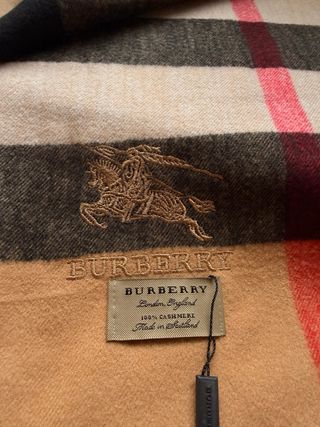 BURBERRY
BURBERRY
London, England
100% CASHMERE
Made in Scotland